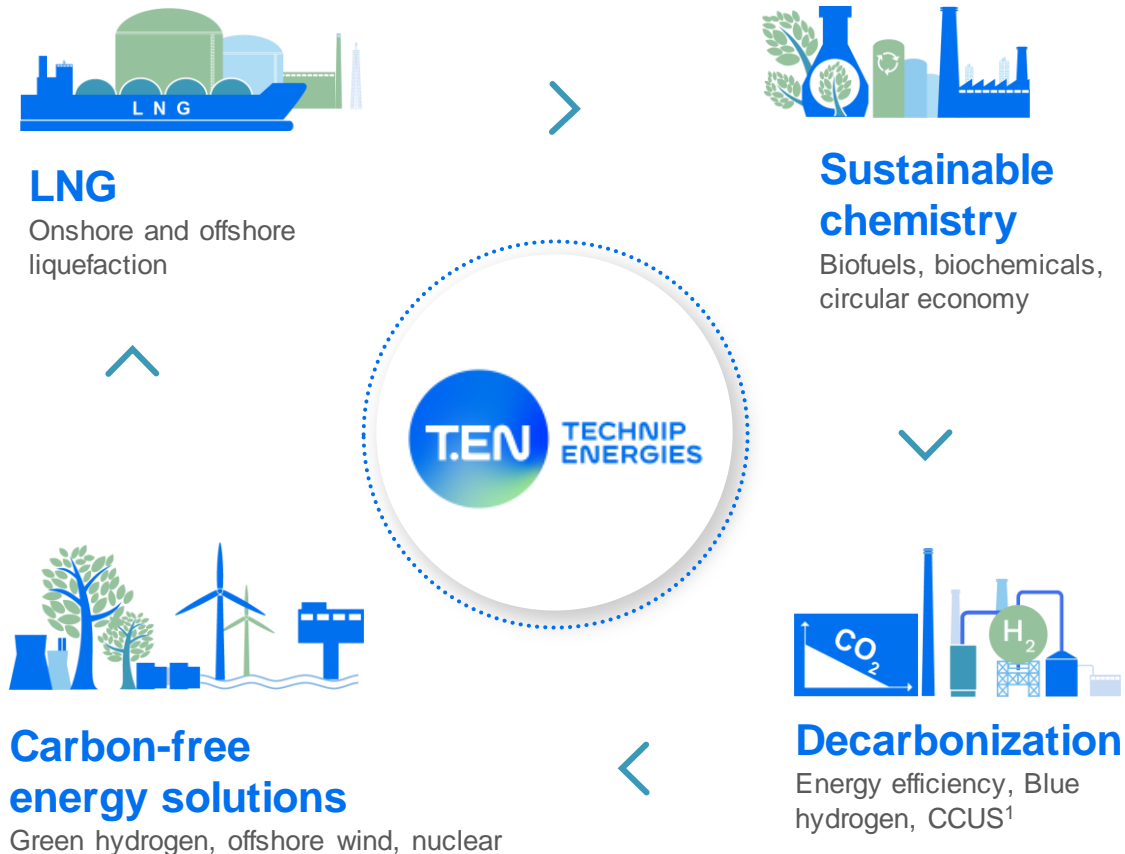 L N G
LNG
Onshore and offshore
liquefaction
Sustainable
chemistry
Biofuels, biochemicals,
circular economy
T.EN
TECHNIP
ENERGIES
CO2
H2
Carbon-free
energy solutions
Green hydrogen, offshore wind, nuclear
Decarbonization
Energy efficiency, Blue
hydrogen, CCUS1